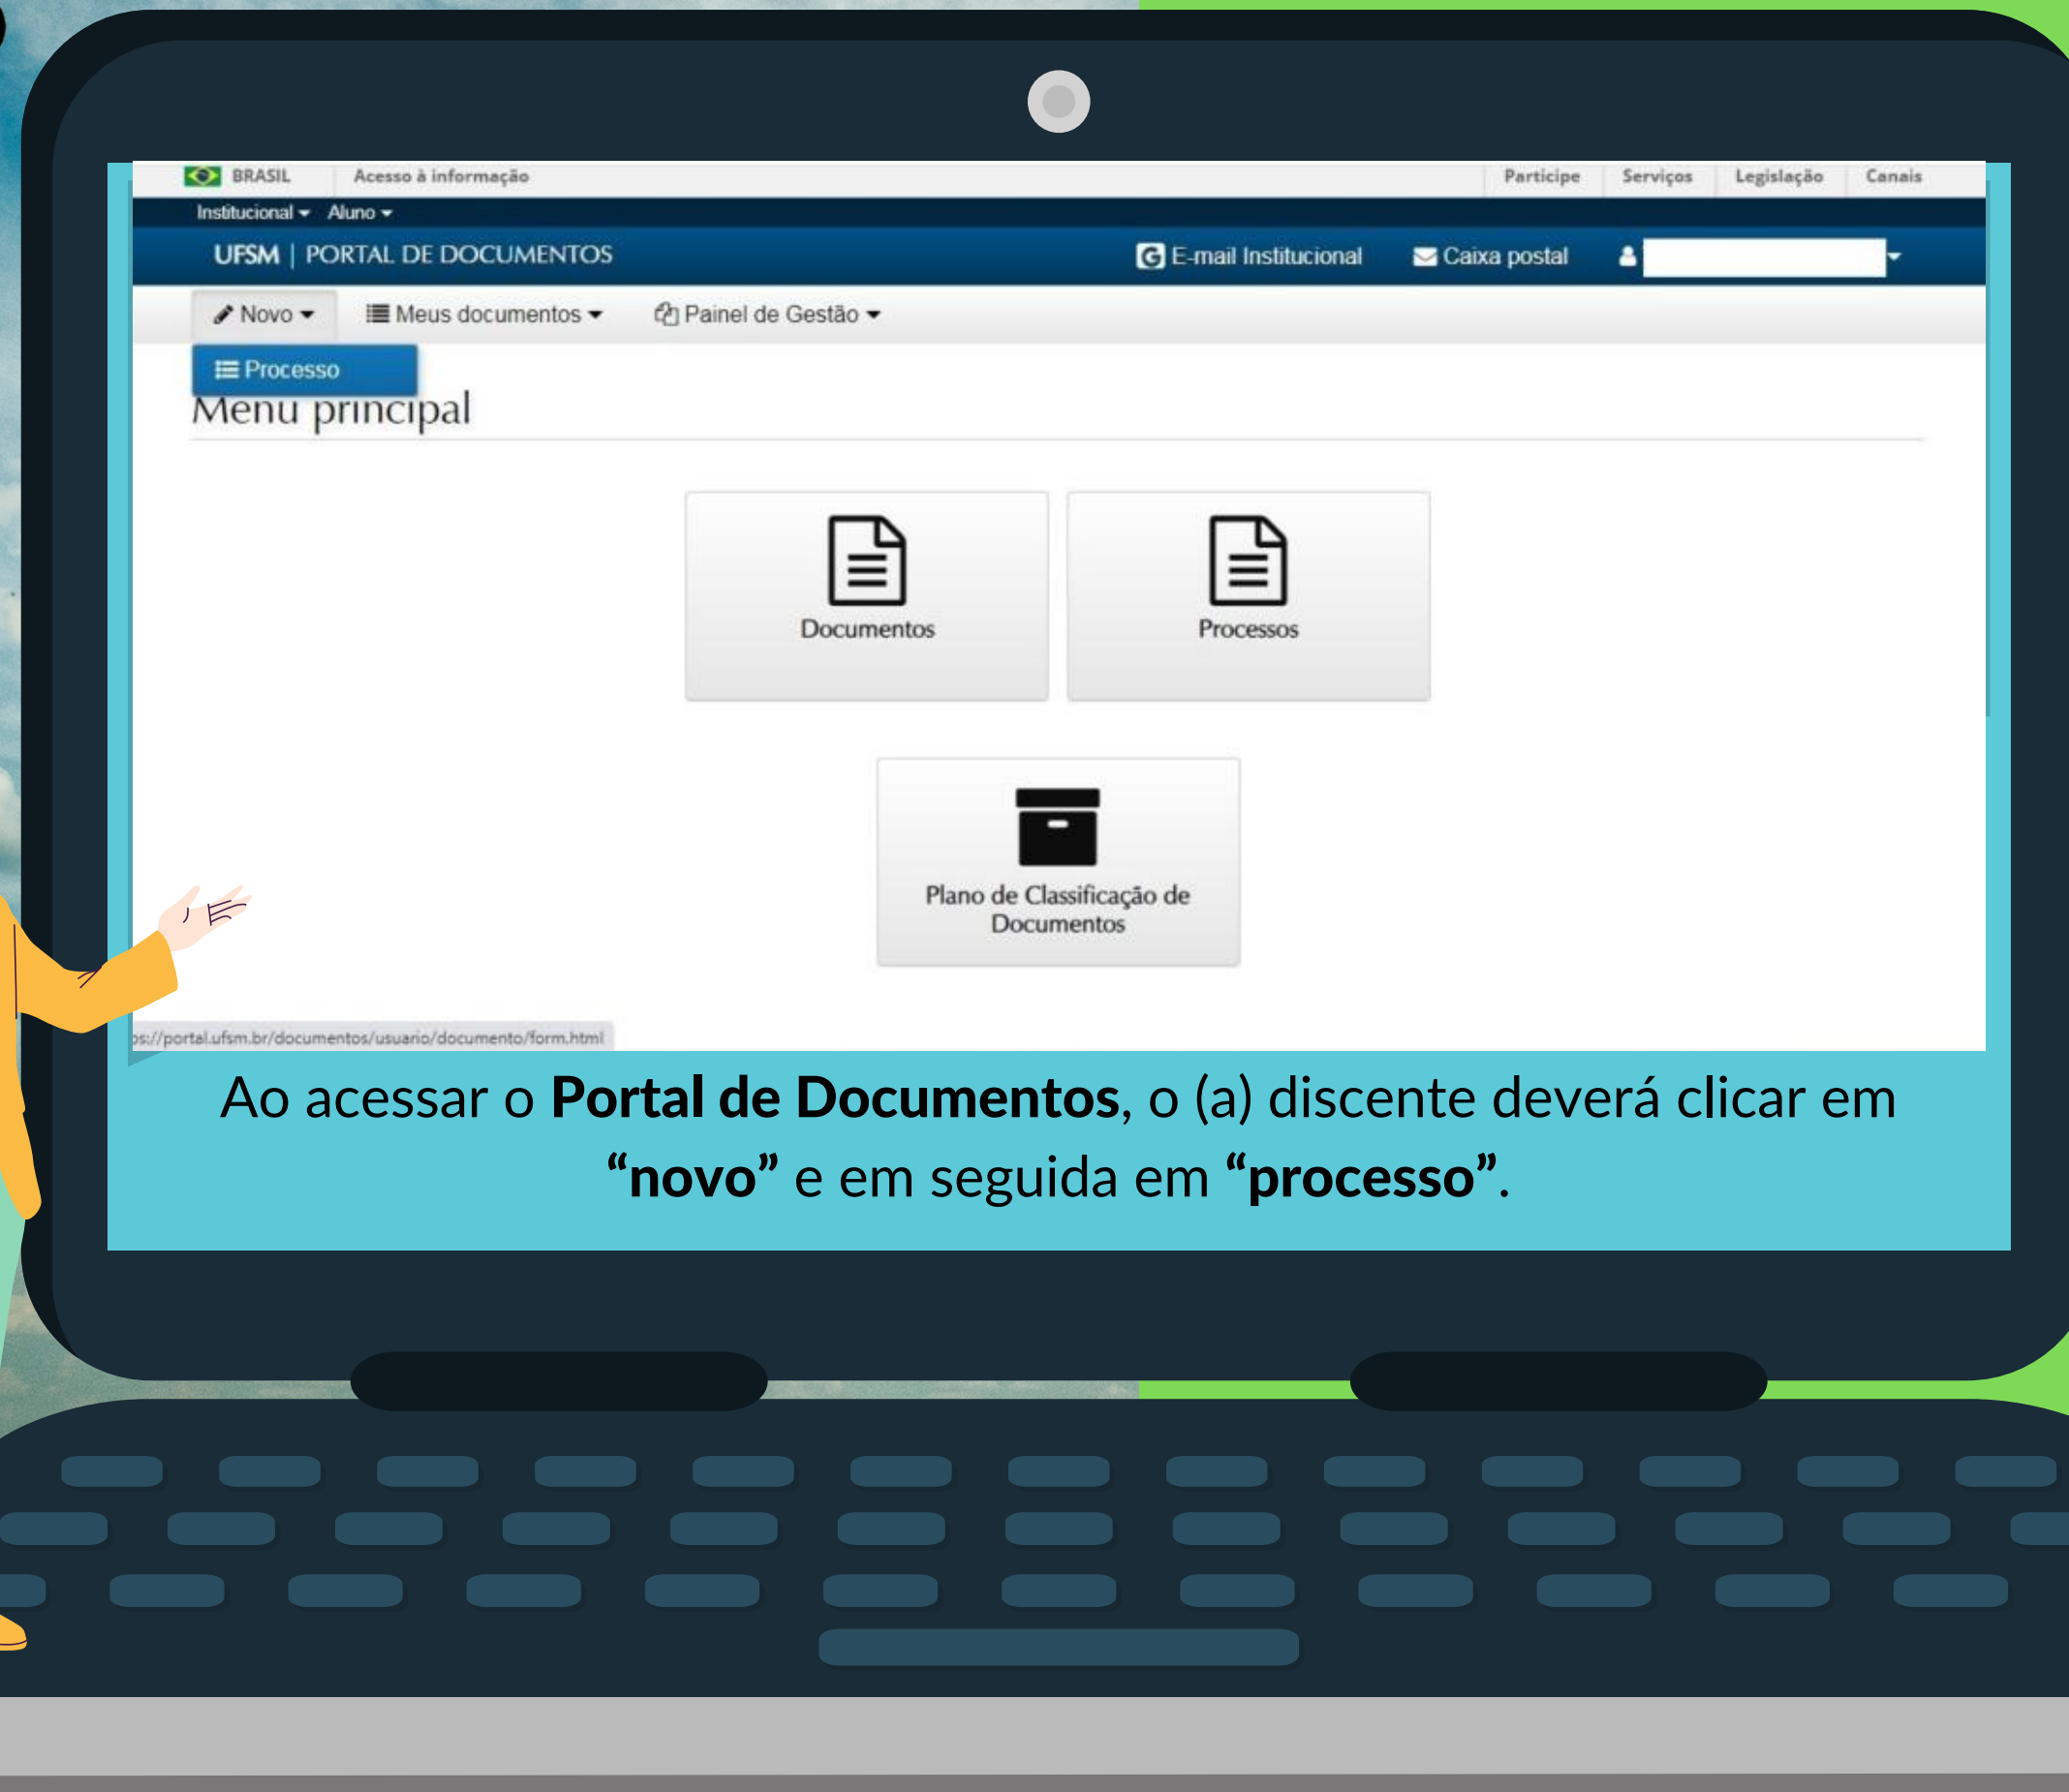 BRASIL Acesso à informação Participe Serviços Legislação Canais
Institucional Aluno
UFSM | PORTAL DE DOCUMENTOS E-mail Institucional Caixa postal
Novo Meus documentos Painel de Gestão
Processo
Menu principal
Documentos Processos
Plano de Classificação de
Documentos
ps://portal.ufsm.br/documentos/usuario/documento/form.html
Ao acessar o Portal de Documentos, o (a) discente deverá clicar em
“novo” e em seguida em “processo”.